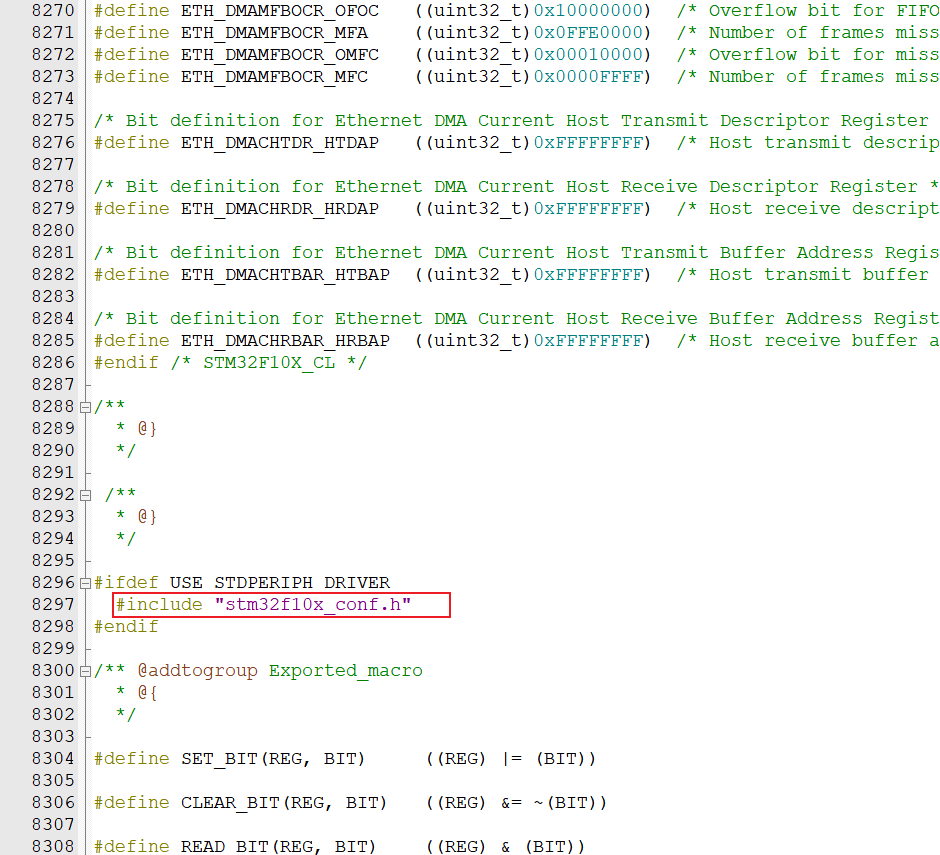 8270 #define ETH_DMAMFBOCR_OFOC   ((uint32_t)0x10000000)  /* Overflow bit for FIFO
8271 #define ETH_DMAMFBOCR_MFA    ((uint32_t)0x0FFE0000)  /* Number of frames miss
8272 #define ETH_DMAMFBOCR_OMFC   ((uint32_t)0x00010000)  /* Overflow bit for miss
8273 #define ETH_DMAMFBOCR_MFC    ((uint32_t)0x0000FFFF)  /* Number of frames miss
8274
8275 /* Bit definition for Ethernet DMA Current Host Transmit Descriptor Register
8276 #define ETH_DMACHTDR_HTDAP   ((uint32_t)0xFFFFFFFF)  /* Host transmit descrip
8277
8278 /* Bit definition for Ethernet DMA Current Host Receive Descriptor Register *
8279 #define ETH_DMACHRDR_HRDAP   ((uint32_t)0xFFFFFFFF)  /* Host receive descript
8280
8281 /* Bit definition for Ethernet DMA Current Host Transmit Buffer Address Regis
8282 #define ETH_DMACHTBAR_HTBAP  ((uint32_t)0xFFFFFFFF)  /* Host transmit buffer
8283
8284 /* Bit definition for Ethernet DMA Current Host Receive Buffer Address Regist
8285 #define ETH_DMACHRBAR_HRBAP  ((uint32_t)0xFFFFFFFF)  /* Host receive buffer a
8286 #endif /* STM32F10X_CL */
8287
8288 /**
8289   * @}
8290   */
8291
8292  /**
8293   * @}
8294   */
8295
8296 #ifdef USE_STDPERIPH_DRIVER
8297   #include "stm32f10x_conf.h"
8298 #endif
8299
8300 /** @addtogroup Exported_macro
8301   * @{
8302   */
8303
8304 #define SET_BIT(REG, BIT)     ((REG) |= (BIT))
8305
8306 #define CLEAR_BIT(REG, BIT)   ((REG) &= ~(BIT))
8307
8308 #define READ_BIT(REG, BIT)    ((REG) & (BIT))